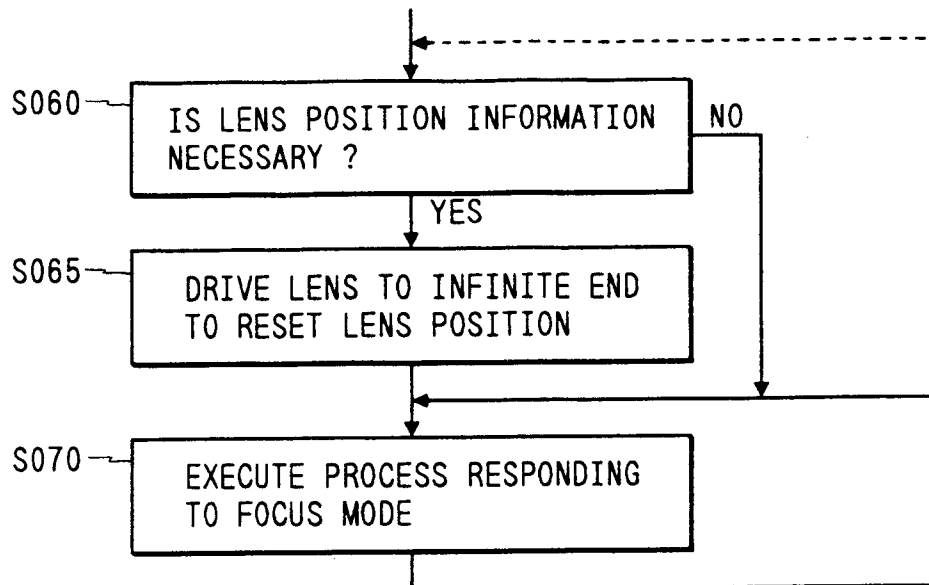 S060
IS LENS POSITION INFORMATION
NECESSARY ?
NO
YES
S065
DRIVE LENS TO INFINITE END
TO RESET LENS POSITION
S070
EXECUTE PROCESS RESPONDING
TO FOCUS MODE